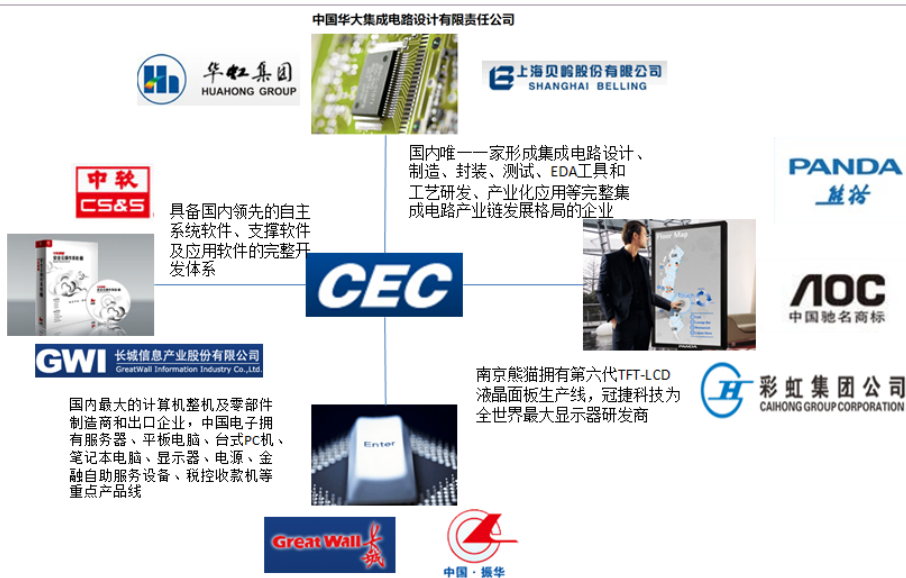 中国华大集成电路设计有限责任公司
华虹集团
HUAHONG GROUP
上海贝岭股份有限公司
SHANGHAI BELLING
国内唯一一家形成集成电路设计、
制造、封装、测试、EDA工具和
工艺研发、产业化应用等完整集
成电路产业链发展格局的企业
中软
CS&S
具备国内领先的自主
系统软件、支撑软件
及应用软件的完整开
发体系
CEC
PANDA
熊猫
Floor Map
PANDA
AOC
中国驰名商标
GWI
长城信息产业股份有限公司
GreatWall Information Industry Co.,Ltd.
南京熊猫拥有第六代TFT-LCD
液晶面板生产线，冠捷科技为
全世界最大显示器研发商
彩虹集团公司
CAIHONG GROUP CORPORATION
国内最大的计算机整机及零部件
制造商和出口企业，中国电子拥
有服务器、平板电脑、台式PC机、
笔记本电脑、显示器、电源、金
融自助服务设备、税控收款机等
重点产品线
Enter
Great Wall 长城
中国·振华